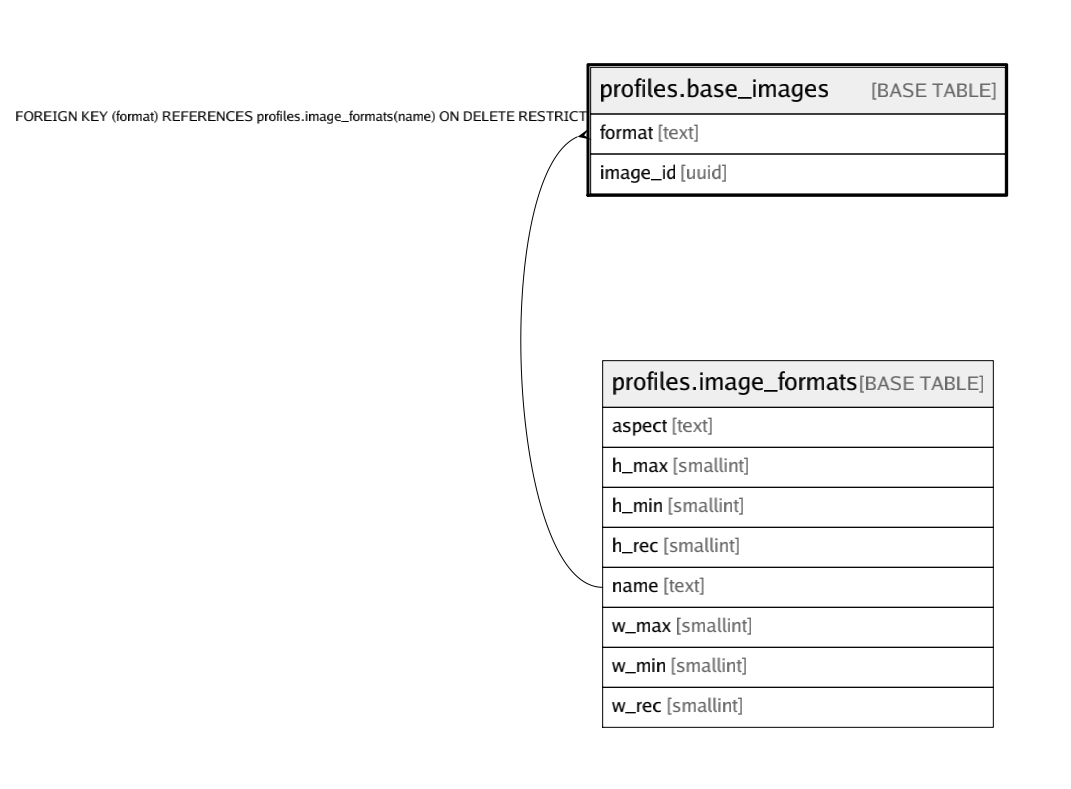 profiles.base_images [BASE TABLE]
FOREIGN KEY (format) REFERENCES profiles.image_formats(name) ON DELETE RESTRICT
format [text]
image_id [uuid]
profiles.image_formats [BASE TABLE]
aspect [text]
h_max [smallint]
h_min [smallint]
h_rec [smallint]
name [text]
w_max [smallint]
w_min [smallint]
w_rec [smallint]